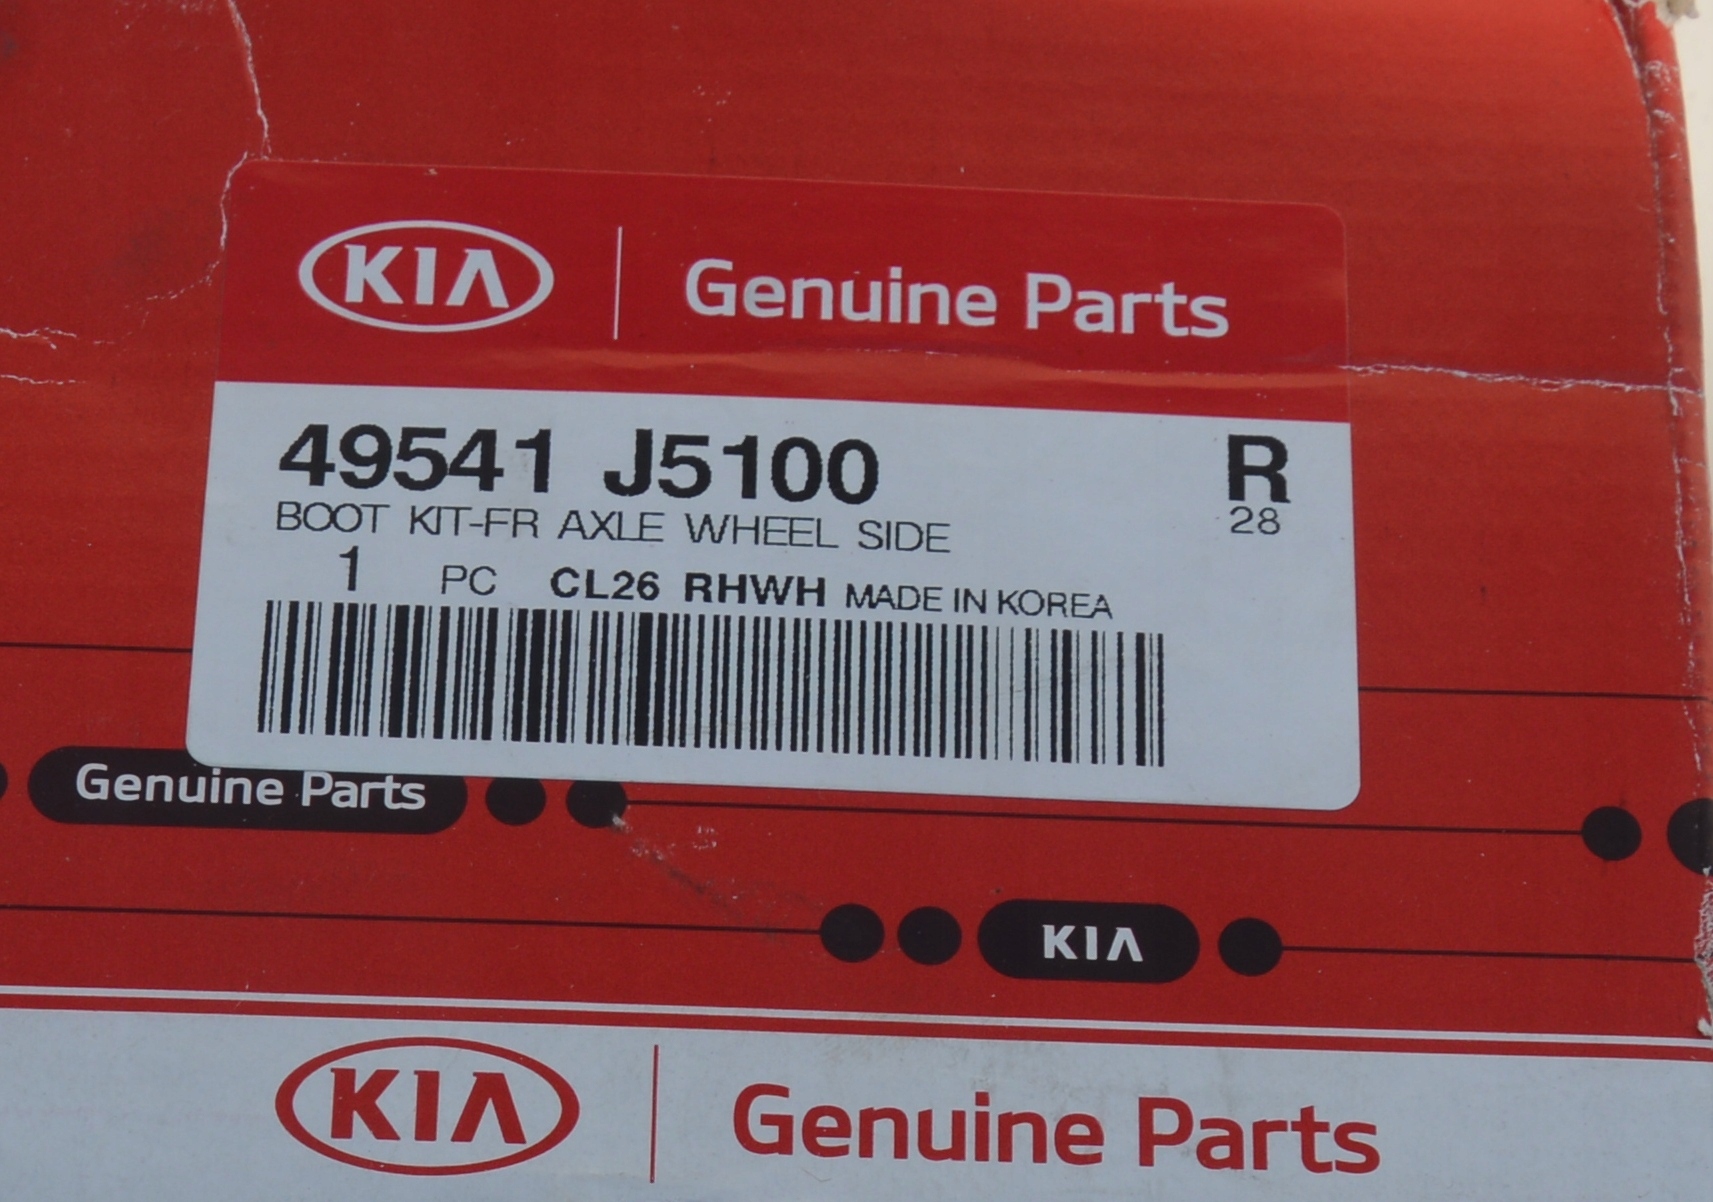 KIA Genuine Parts
49541 J5100 R
BOOT KIT-FR AXLE WHEEL SIDE 28
1 PC CL26 RHWH MADE IN KOREA
Genuine Parts
KIA
KIA Genuine Parts